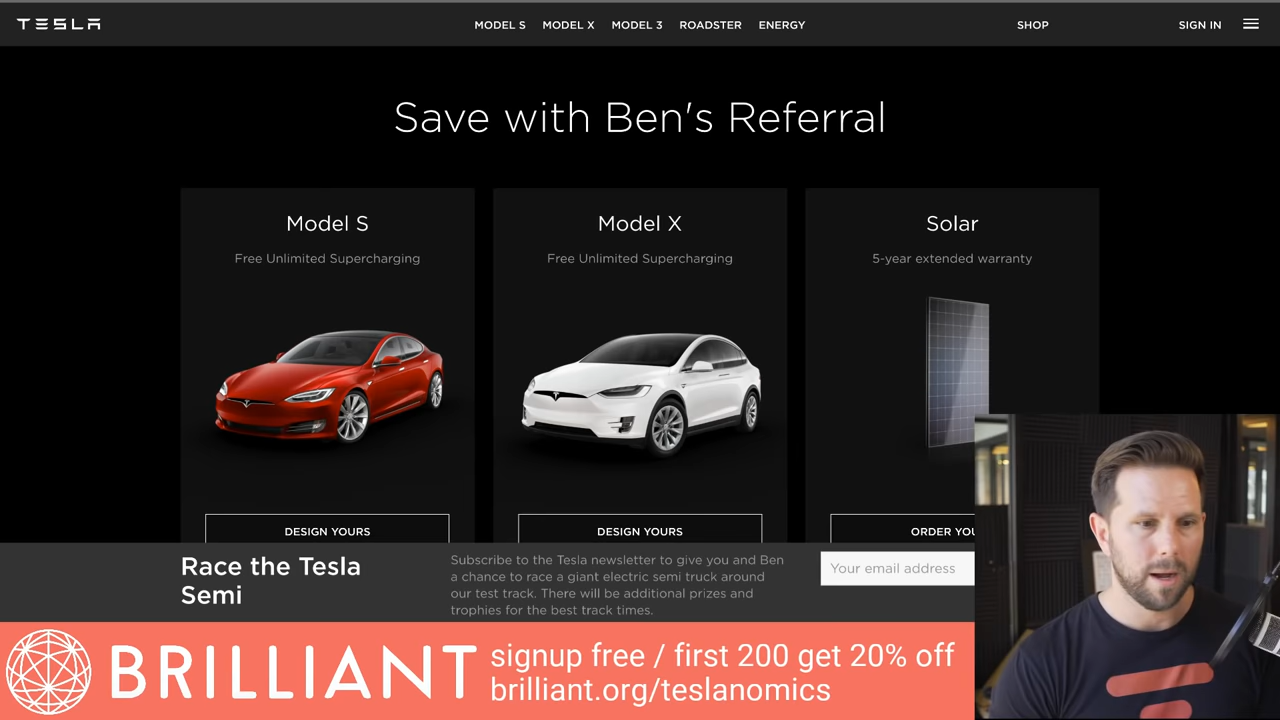 TESLA
MODEL S MODEL X MODEL 3 ROADSTER ENERGY SHOP SIGN IN
Save with Ben's Referral
Model S
Free Unlimited Supercharging
DESIGN YOURS
Model X
Free Unlimited Supercharging
DESIGN YOURS
Solar
5-year extended warranty
ORDER YOU
Race the Tesla
Semi
Subscribe to the Tesla newsletter to give you and Ben
a chance to race a giant electric semi truck around
our test track. There will be additional prizes and
trophies for the best track times.
Your email address
BRILLIANT
signup free / first 200 get 20% off
brilliant.org/teslanomics